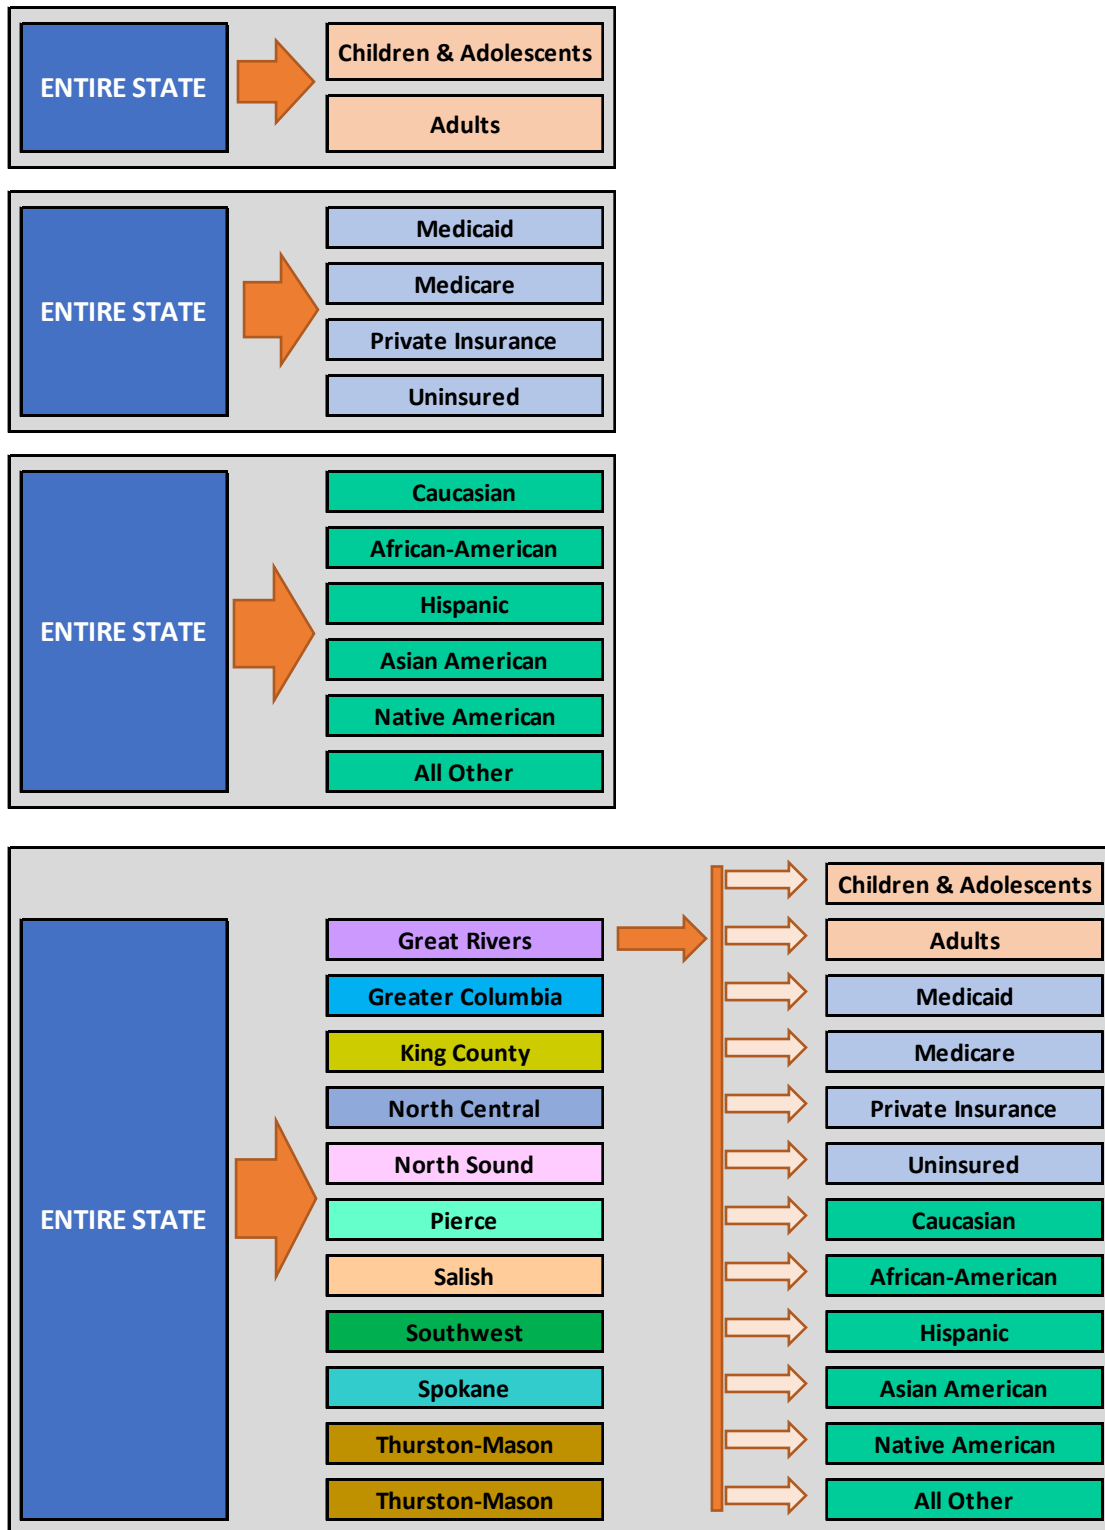 ENTIRE STATE
Children & Adolescents
Adults
ENTIRE STATE
Medicaid
Medicare
Private Insurance
Uninsured
ENTIRE STATE
Caucasian
African-American
Hispanic
Asian American
Native American
All Other
ENTIRE STATE
Great Rivers
Greater Columbia
King County
North Central
North Sound
Pierce
Salish
Southwest
Spokane
Thurston-Mason
Thurston-Mason
Children & Adolescents
Adults
Medicaid
Medicare
Private Insurance
Uninsured
Caucasian
African-American
Hispanic
Asian American
Native American
All Other